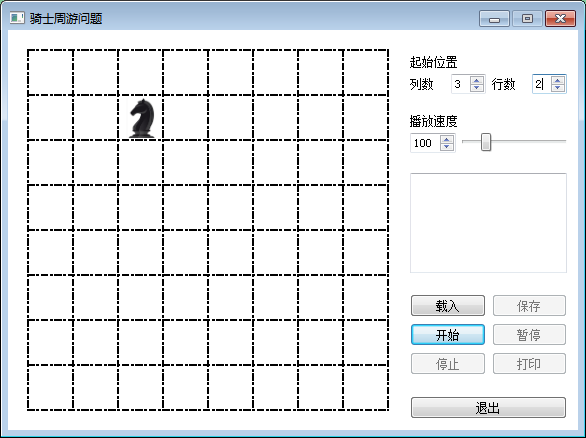 骑士周游问题
起始位置
列数 3 行数 2
播放速度
100
载入 保存
开始 暂停
停止 打印
退出